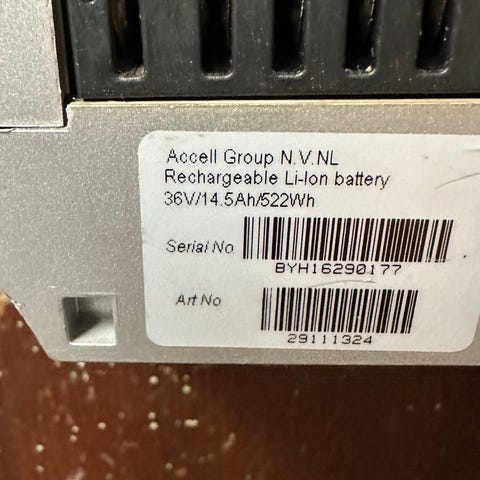 Accell Group N.V.NL
Rechargeable Li-Ion battery
36V/14.5Ah/522Wh
Serial No
BYH16290177
Art No
29111324